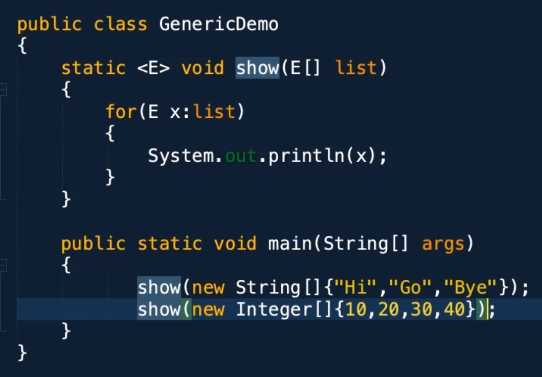 public class GenericDemo
{
    static <E> void show(E[] list)
    {
        for(E x:list)
        {
            System.out.println(x);
        }
    }

    public static void main(String[] args)
    {
           show(new String[]{"Hi","Go","Bye"});
           show(new Integer[]{10,20,30,40});
    }
}